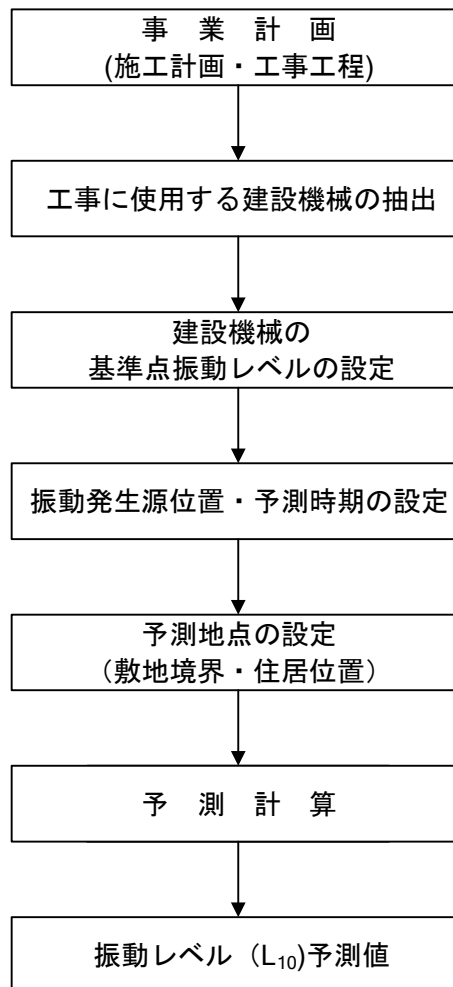 事 業 計 画
(施工計画・工事工程)
工事に使用する建設機械の抽出
建設機械の
基準点振動レベルの設定
振動発生源位置・予測時期の設定
予測地点の設定
（敷地境界・住居位置）
予 測 計 算
振動レベル（L₁₀)予測値